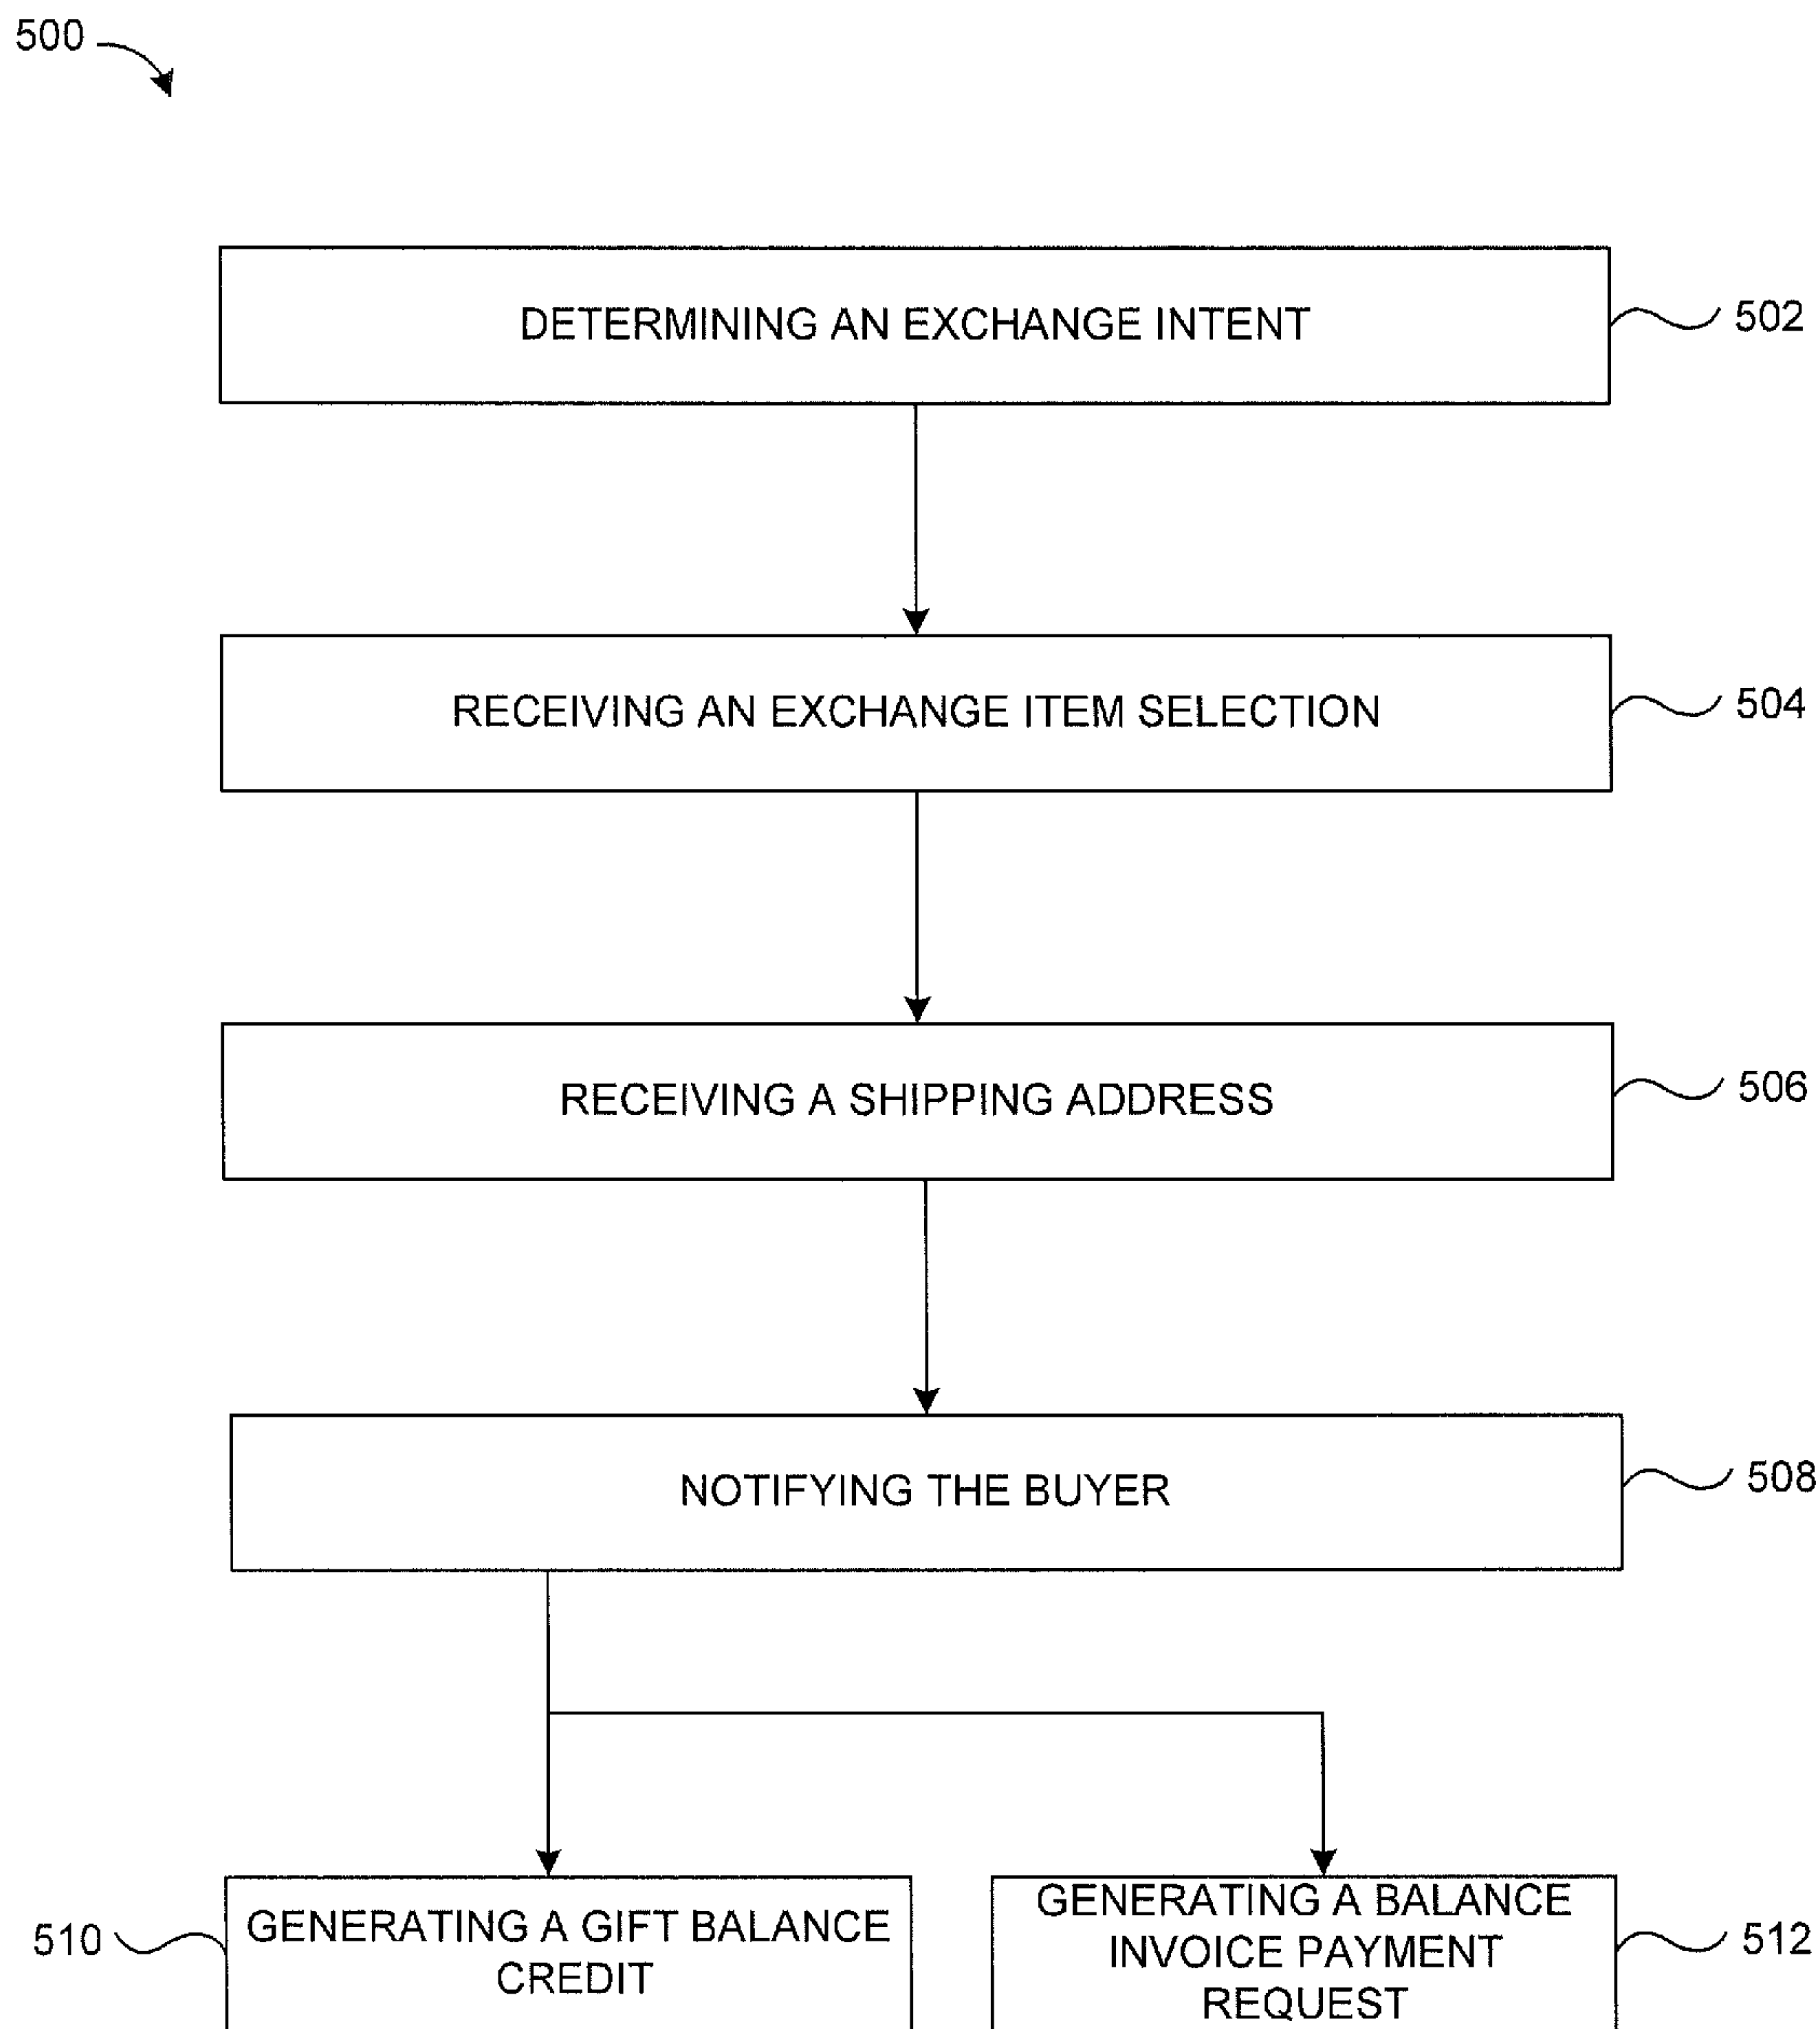 500
DETERMINING AN EXCHANGE INTENT
502
RECEIVING AN EXCHANGE ITEM SELECTION
504
RECEIVING A SHIPPING ADDRESS
506
NOTIFYING THE BUYER
508
510
GENERATING A GIFT BALANCE
CREDIT
GENERATING A BALANCE
INVOICE PAYMENT
REQUEST
512